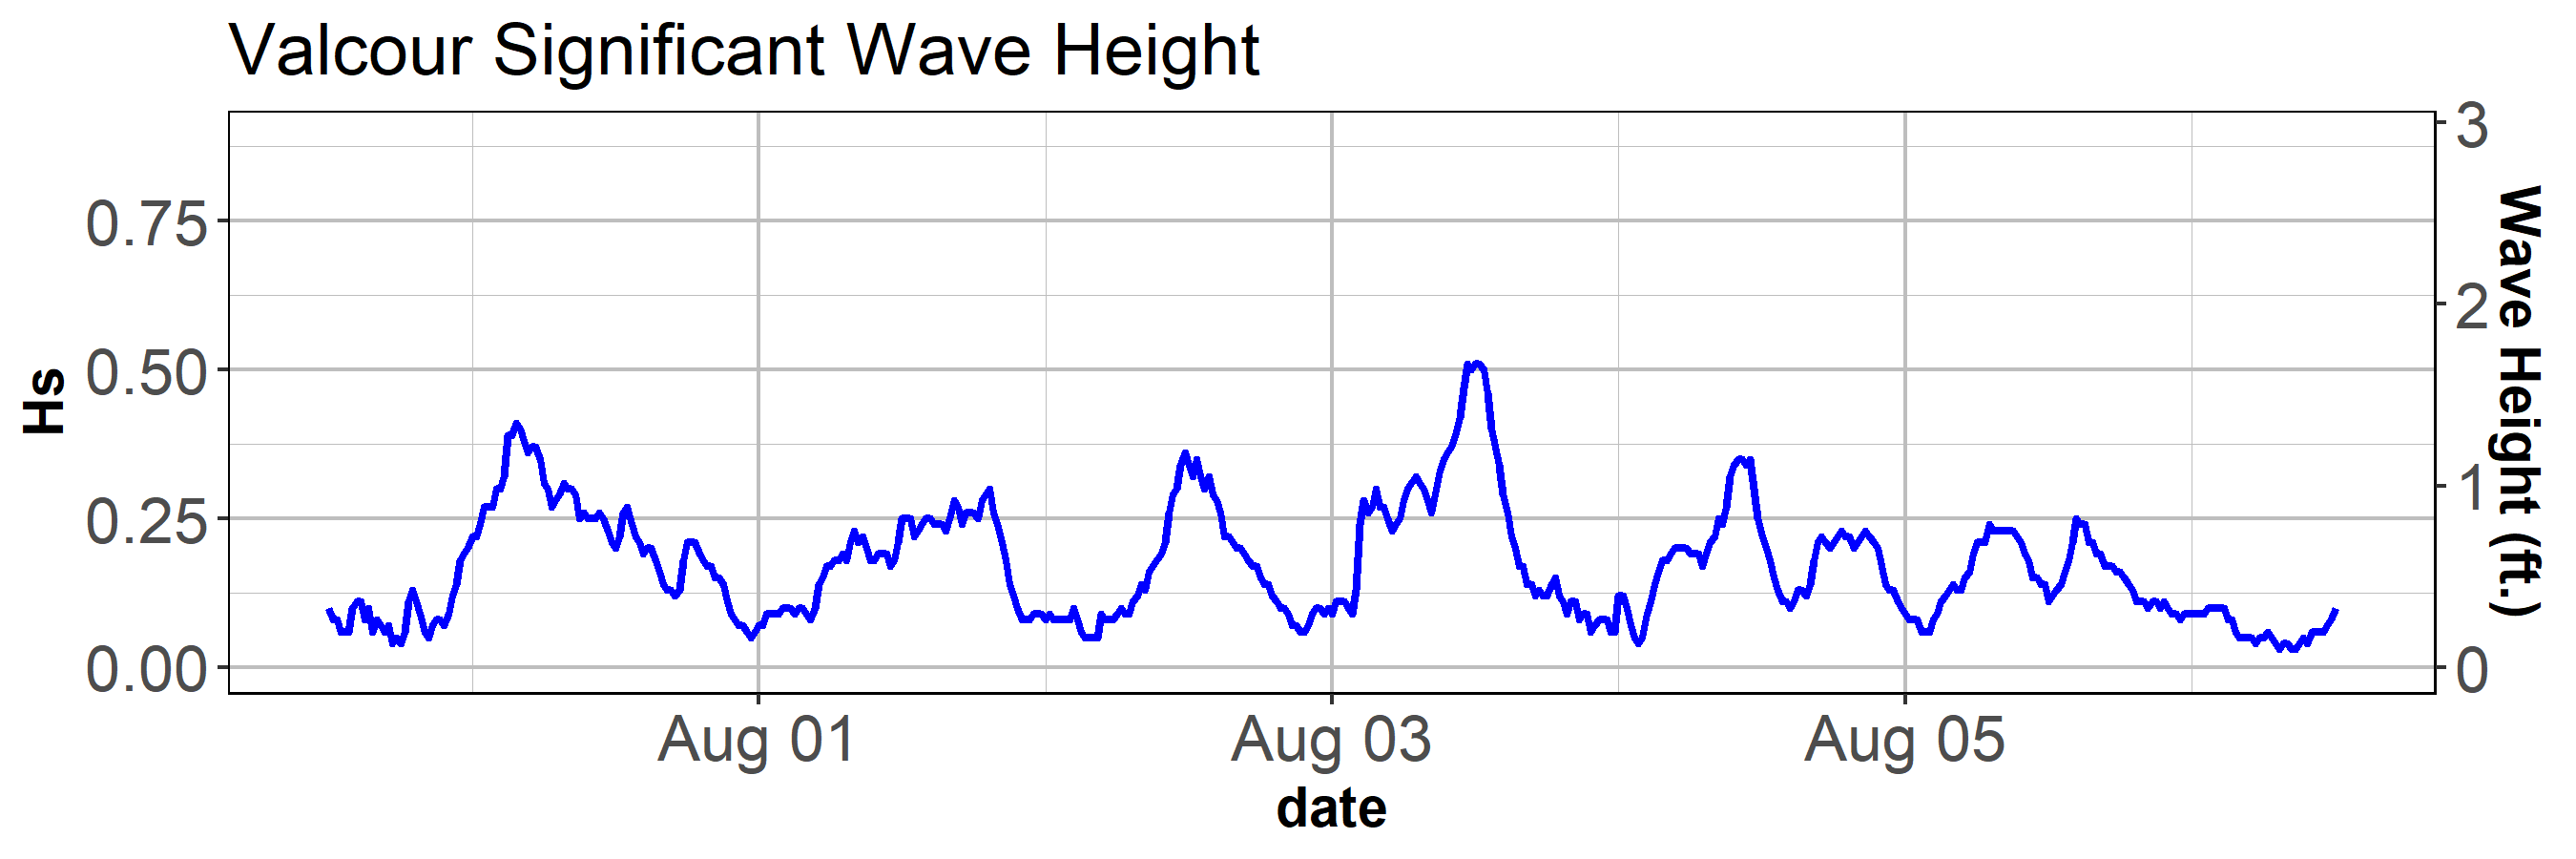 Valcour Significant Wave Height
Hs
0.75
0.50
0.25
0.00
3
2
1
0
Wave Height (ft.)
Aug 01
Aug 03
Aug 05
date